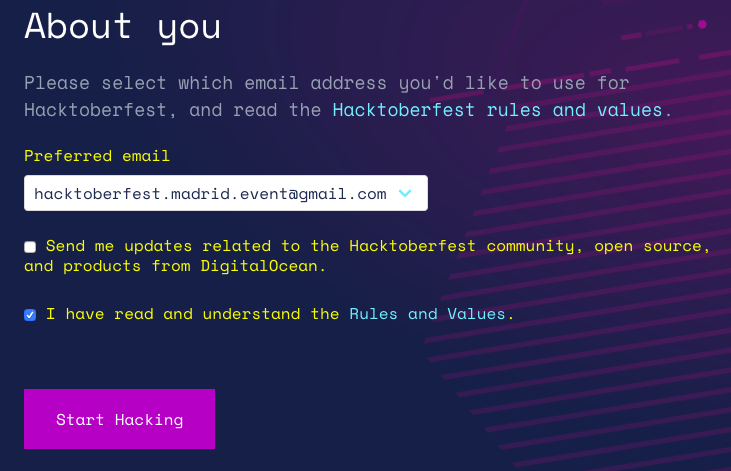 About you
Please select which email address you'd like to use for
Hacktoberfest, and read the Hacktoberfest rules and values.
Preferred email
hacktoberfest.madrid.event@gmail.com
Send me updates related to the Hacktoberfest community, open source,
and products from DigitalOcean.
I have read and understand the Rules and Values.
Start Hacking